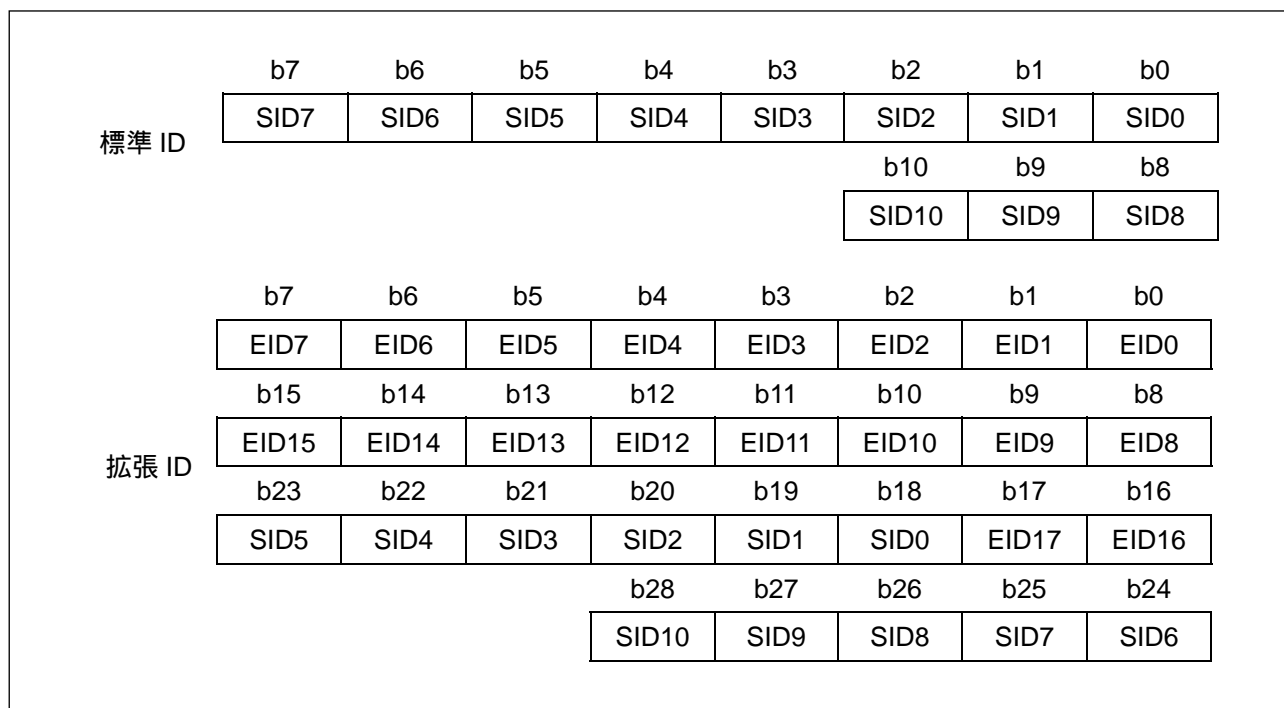 b7 b6 b5 b4 b3 b2 b1 b0
標準 ID SID7 SID6 SID5 SID4 SID3 SID2 SID1 SID0
b10 b9 b8
SID10 SID9 SID8
b7 b6 b5 b4 b3 b2 b1 b0
EID7 EID6 EID5 EID4 EID3 EID2 EID1 EID0
b15 b14 b13 b12 b11 b10 b9 b8
拡張 ID EID15 EID14 EID13 EID12 EID11 EID10 EID9 EID8
b23 b22 b21 b20 b19 b18 b17 b16
SID5 SID4 SID3 SID2 SID1 SID0 EID17 EID16
b28 b27 b26 b25 b24
SID10 SID9 SID8 SID7 SID6